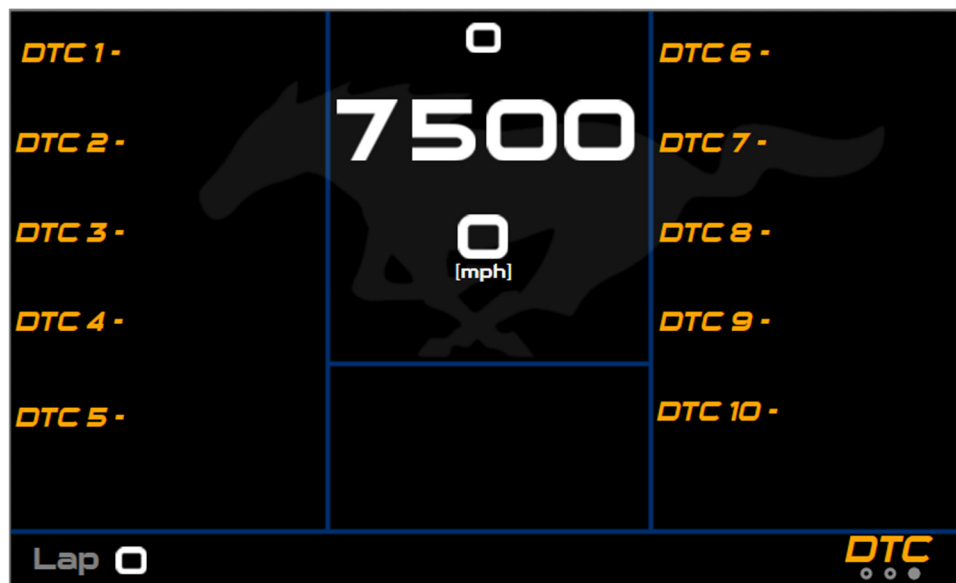 DTC 1 -
DTC 2 -
DTC 3 -
DTC 4 -
DTC 5 -
0
7500
0
[mph]
DTC 6 -
DTC 7 -
DTC 8 -
DTC 9 -
DTC 10 -
Lap 0
DTC